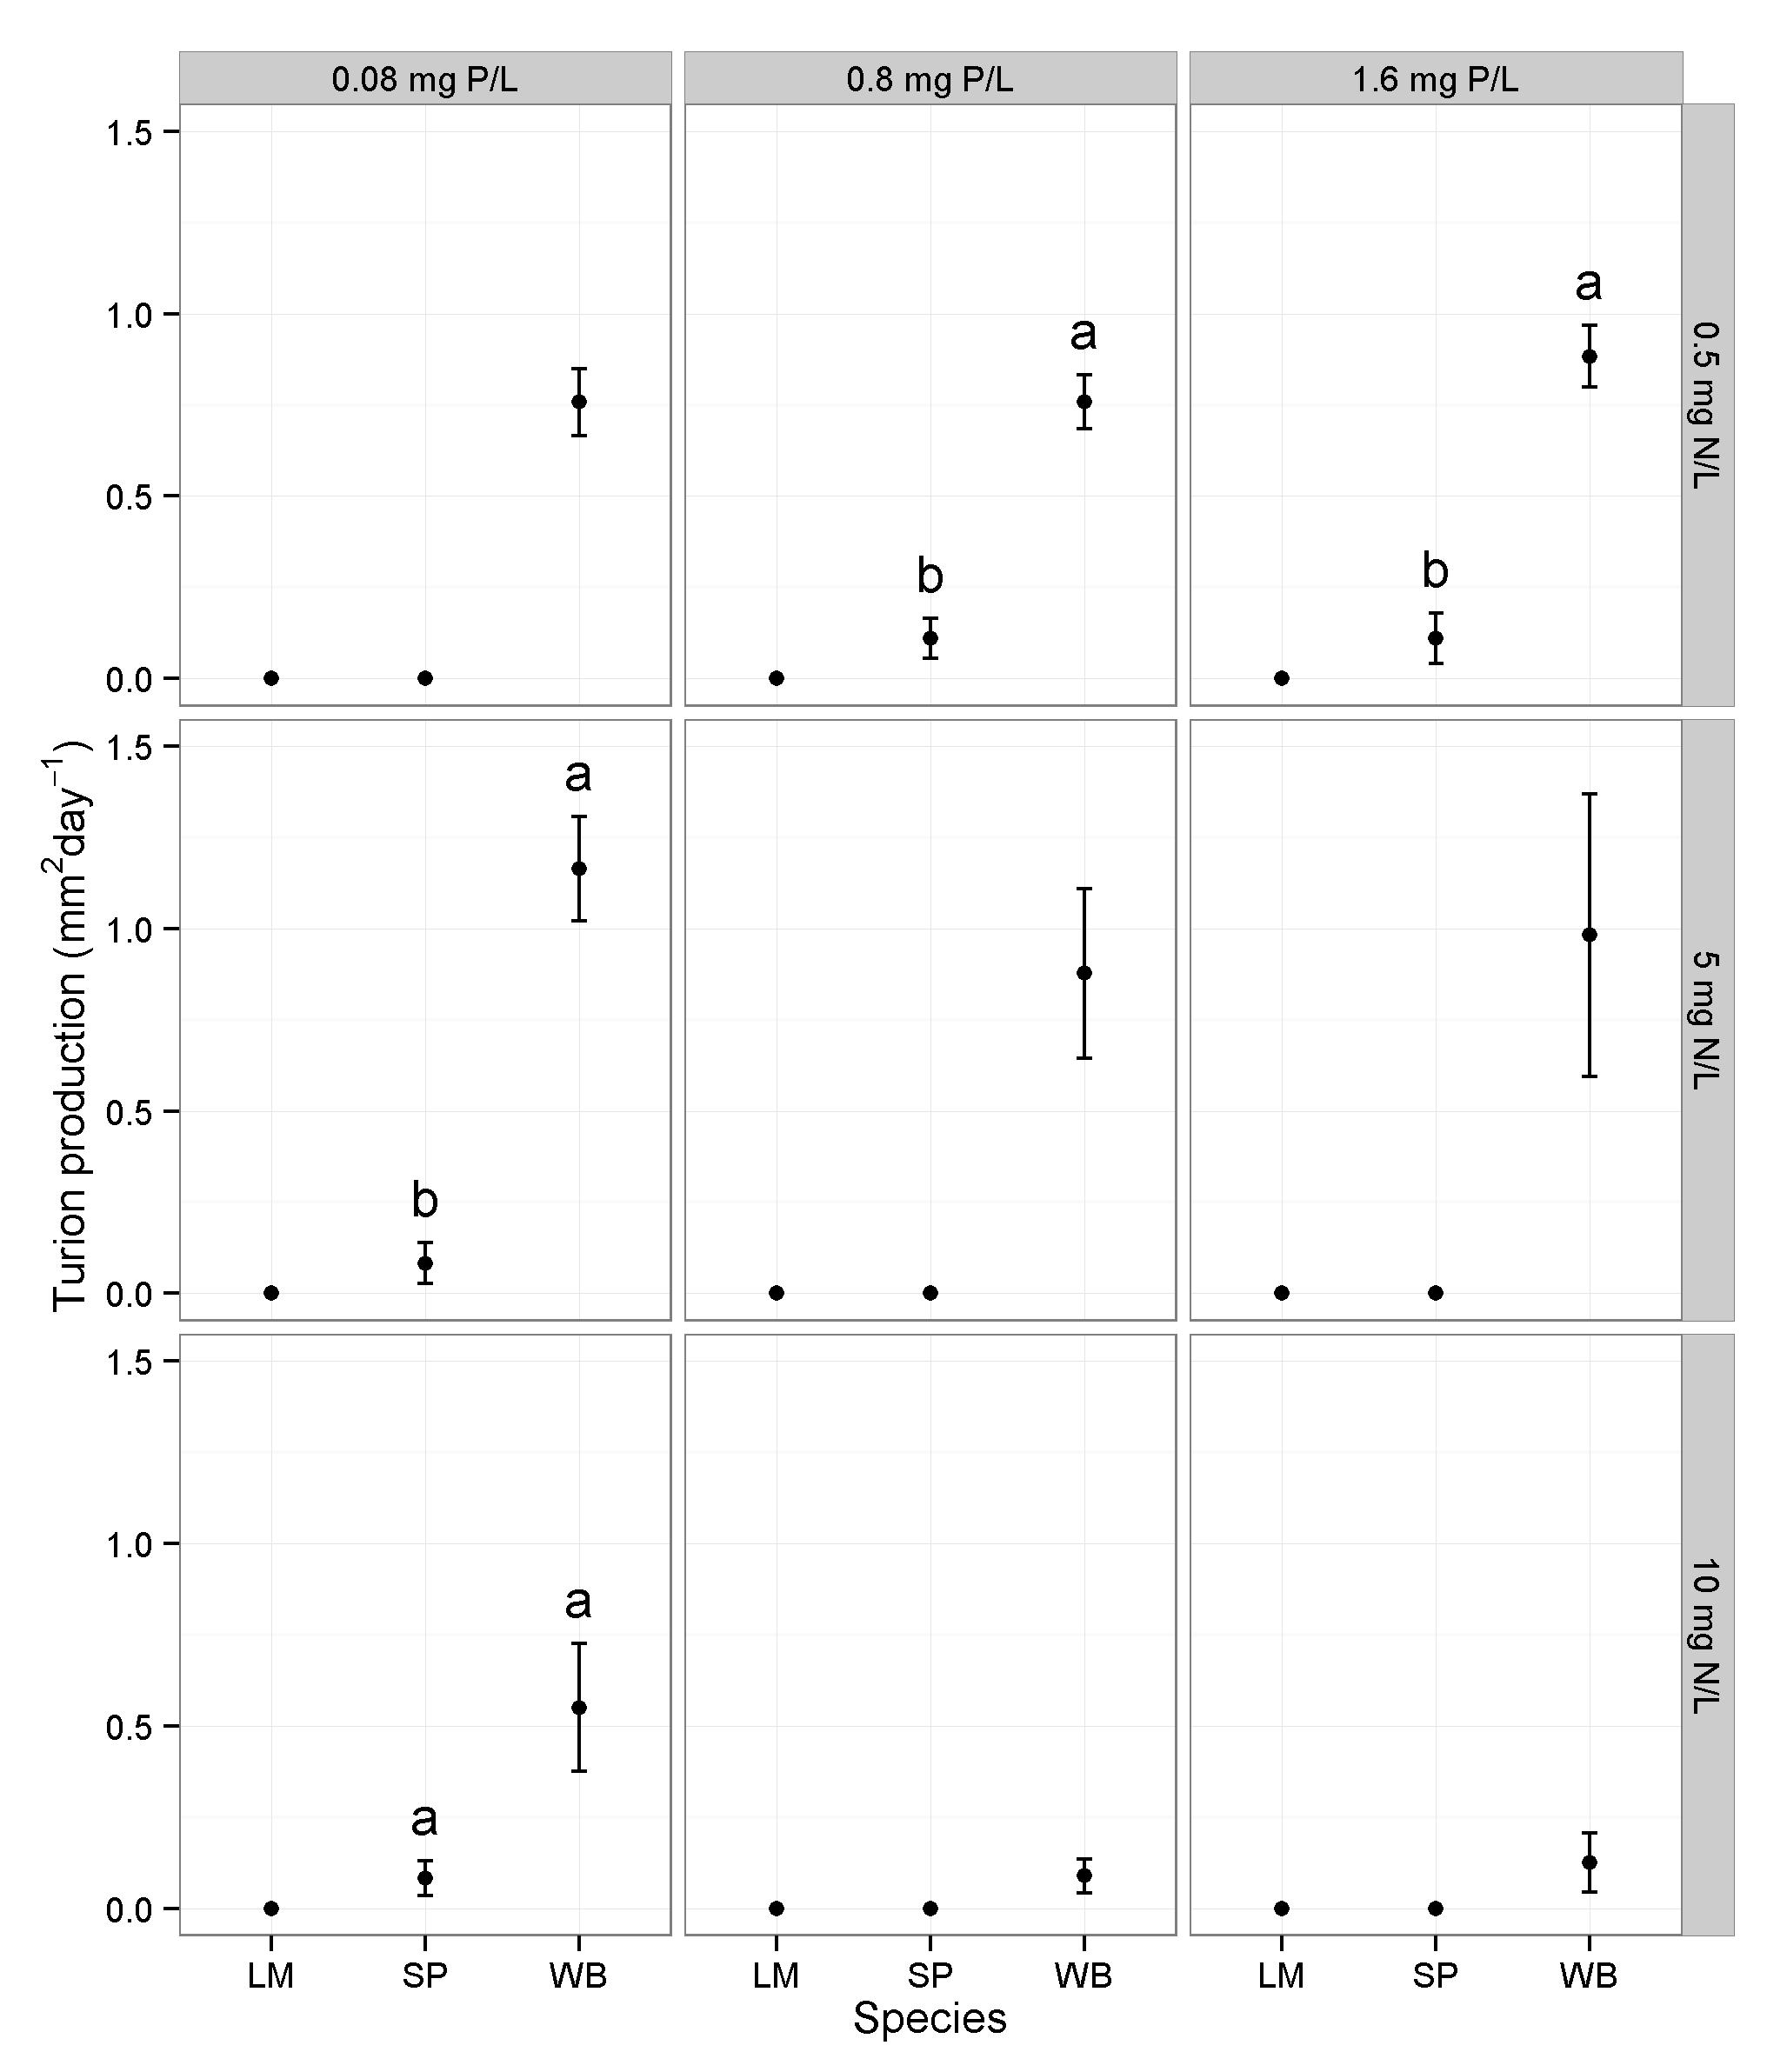 0.08 mg P/L 0.8 mg P/L 1.6 mg P/L
1.5
1.0
0.5
0.0
a
a
b
b
0.5 mg N/L
1.5
1.0
0.5
0.0
a
b
5 mg N/L
1.5
1.0
0.5
0.0
a
a
10 mg N/L
Turion production (mm²day⁻¹)
LM SP WB LM SP WB LM SP WB
Species